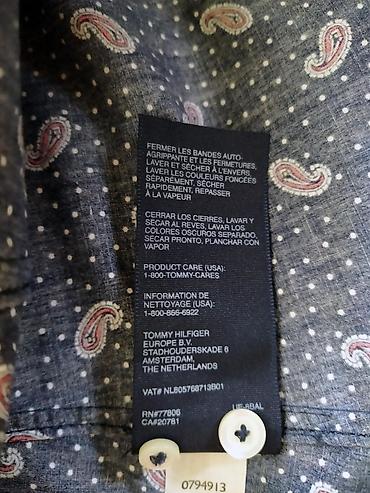 FERMER LES BANDES AUTO-
AGRIPPANTE ET LES FERMETURES,
LAVER ET SÉCHER À L'ENVERS,
LAVER LES COULEURS FONCÉES
SÉPARÉMENT, SÉCHER
RAPIDEMENT, REPASSER
À LA VAPEUR
CERRAR LOS CIERRES, LAVAR Y
SECAR AL REVES, LAVAR LOS
COLORES OSCUROS SEPARADO,
SECAR PRONTO, PLANCHAR CON
VAPOR
PRODUCT CARE (USA):
1-800-TOMMY-CARES
INFORMATION DE
NETTOYAGE (USA):
1-800-866-6922
TOMMY HILFIGER
EUROPE B.V.
STADHOUDERSKADE 6
AMSTERDAM,
THE NETHERLANDS
VAT# NL805768713B01
RN#77806
CA#20781
0794913